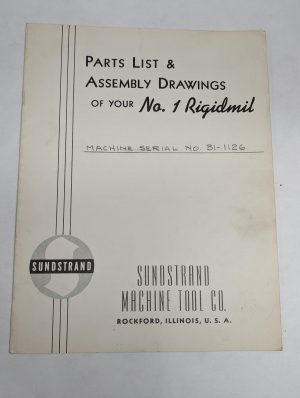 PARTS LIST &
ASSEMBLY DRAWINGS
OF YOUR No. 1 Rigidmil
MACHINE SERIAL NO. 31-1126
SUNDSTRAND
SUNDSTRAND
MACHINE TOOL CO.
ROCKFORD, ILLINOIS, U. S. A.